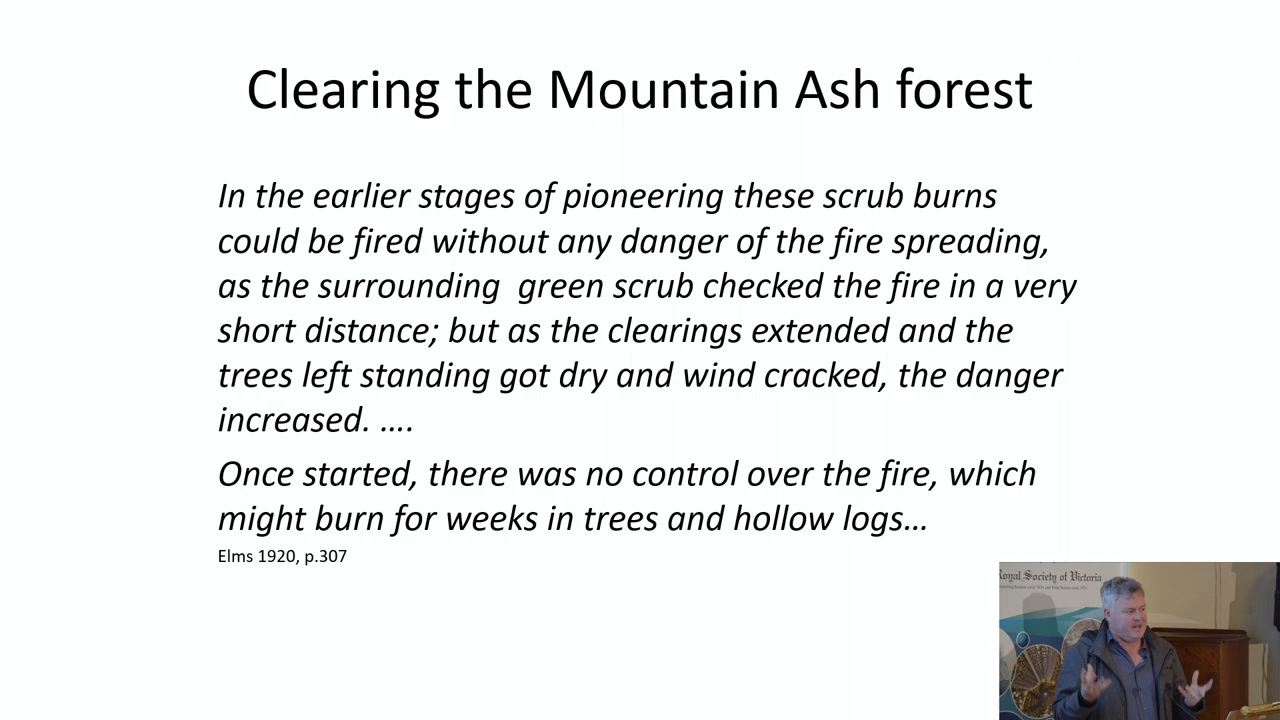 Clearing the Mountain Ash forest
In the earlier stages of pioneering these scrub burns
could be fired without any danger of the fire spreading,
as the surrounding  green scrub checked the fire in a very
short distance; but as the clearings extended and the
trees left standing got dry and wind cracked, the danger
increased. ….
Once started, there was no control over the fire, which
might burn for weeks in trees and hollow logs…
Elms 1920, p.307
Royal Society of Victoria